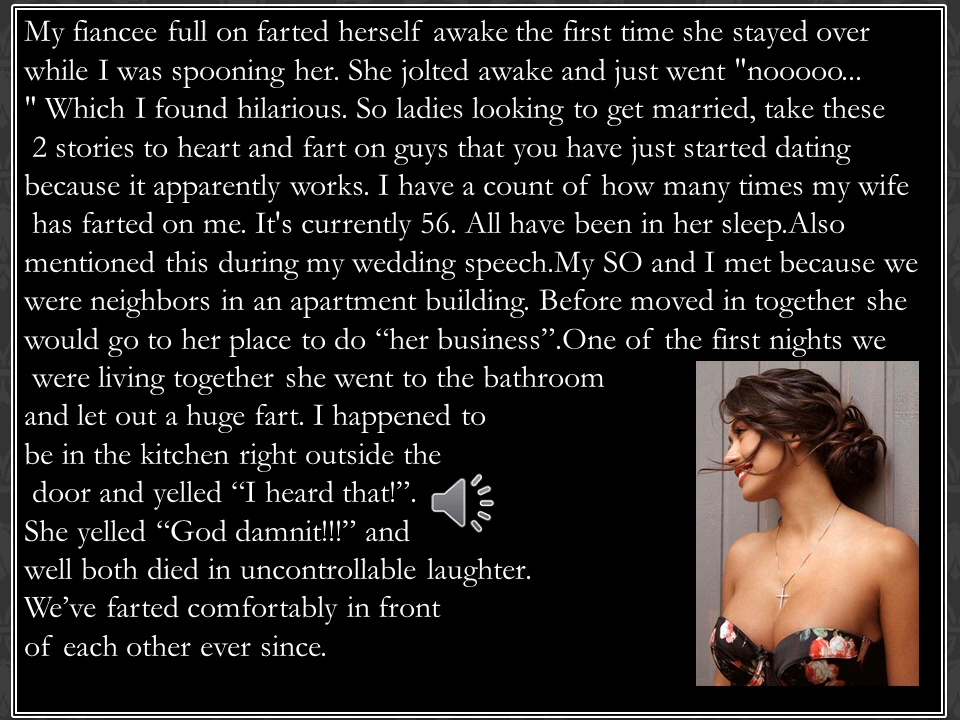 My fiancee full on farted herself awake the first time she stayed over
while I was spooning her. She jolted awake and just went "nooooo...
" Which I found hilarious. So ladies looking to get married, take these
2 stories to heart and fart on guys that you have just started dating
because it apparently works. I have a count of how many times my wife
has farted on me. It's currently 56. All have been in her sleep.Also
mentioned this during my wedding speech.My SO and I met because we
were neighbors in an apartment building. Before moved in together she
would go to her place to do “her business”.One of the first nights we
were living together she went to the bathroom
and let out a huge fart. I happened to
be in the kitchen right outside the
door and yelled “I heard that!”.
She yelled “God damnit!!!” and
well both died in uncontrollable laughter.
We’ve farted comfortably in front
of each other ever since.